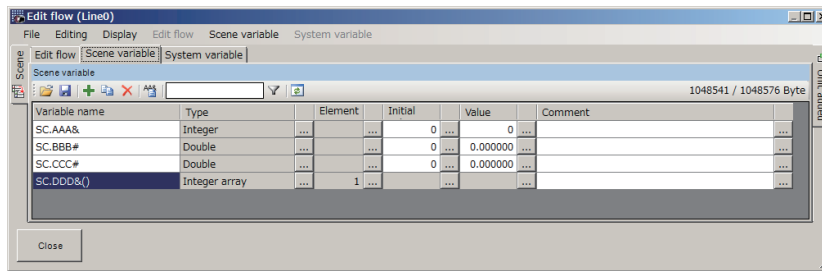 Edit flow (Line0)
File Editing Display Edit flow Scene variable System variable
Scene
Edit flow Scene variable System variable
Scene variable
1048541 / 1048576 Byte
Variable name Type Element Initial Value Comment
SC.AAA& Integer ... ... 0 ... 0 ... ...
SC.BBB# Double ... ... 0 ... 0.000000 ... ...
SC.CCC# Double ... ... 0 ... 0.000000 ... ...
SC.DDD&() Integer array ... 1 ... ... ... ...
Close